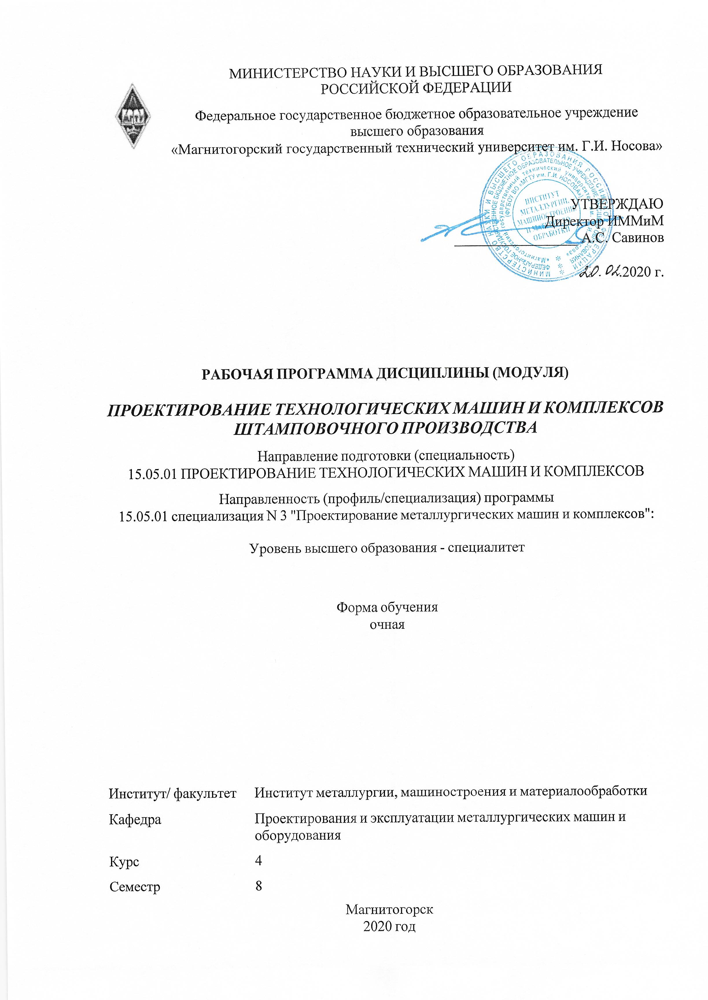 МИНИСТЕРСТВО НАУКИ И ВЫСШЕГО ОБРАЗОВАНИЯ
РОССИЙСКОЙ ФЕДЕРАЦИИ
МГТУ
Федеральное государственное бюджетное образовательное учреждение
высшего образования
«Магнитогорский государственный технический университет им. Г.И. Носова»
УТВЕРЖДАЮ
Директор ИММиМ
А.С. Савинов
20.02.2020 г.
МИНИСТЕРСТВО НАУКИ И ВЫСШЕГО ОБРАЗОВАНИЯ РОССИЙСКОЙ ФЕДЕРАЦИИ
ФЕДЕРАЛЬНОЕ ГОСУДАРСТВЕННОЕ БЮДЖЕТНОЕ ОБРАЗОВАТЕЛЬНОЕ УЧРЕЖДЕНИЕ ВЫСШЕГО ОБРАЗОВАНИЯ
«Магнитогорский государственный технический университет им. Г.И. Носова»
(ФГБОУ ВО «МГТУ им. Г.И. НОСОВА»)
ИНСТИТУТ
МЕТАЛЛУРГИИ,
МАШИНОСТРОЕНИЯ
ОБРАБОТКИ
РАБОЧАЯ ПРОГРАММА ДИСЦИПЛИНЫ (МОДУЛЯ)
ПРОЕКТИРОВАНИЕ ТЕХНОЛОГИЧЕСКИХ МАШИН И КОМПЛЕКСОВ
ШТАМПОВОЧНОГО ПРОИЗВОДСТВА
Направление подготовки (специальность)
15.05.01 ПРОЕКТИРОВАНИЕ ТЕХНОЛОГИЧЕСКИХ МАШИН И КОМПЛЕКСОВ
Направленность (профиль/специализация) программы
15.05.01 специализация N 3 "Проектирование металлургических машин и комплексов":
Уровень высшего образования - специалитет
Форма обучения
очная
Институт/ факультет Институт металлургии, машиностроения и материалообработки
Кафедра Проектирования и эксплуатации металлургических машин и
оборудования
Курс 4
Семестр 8
Магнитогорск
2020 год